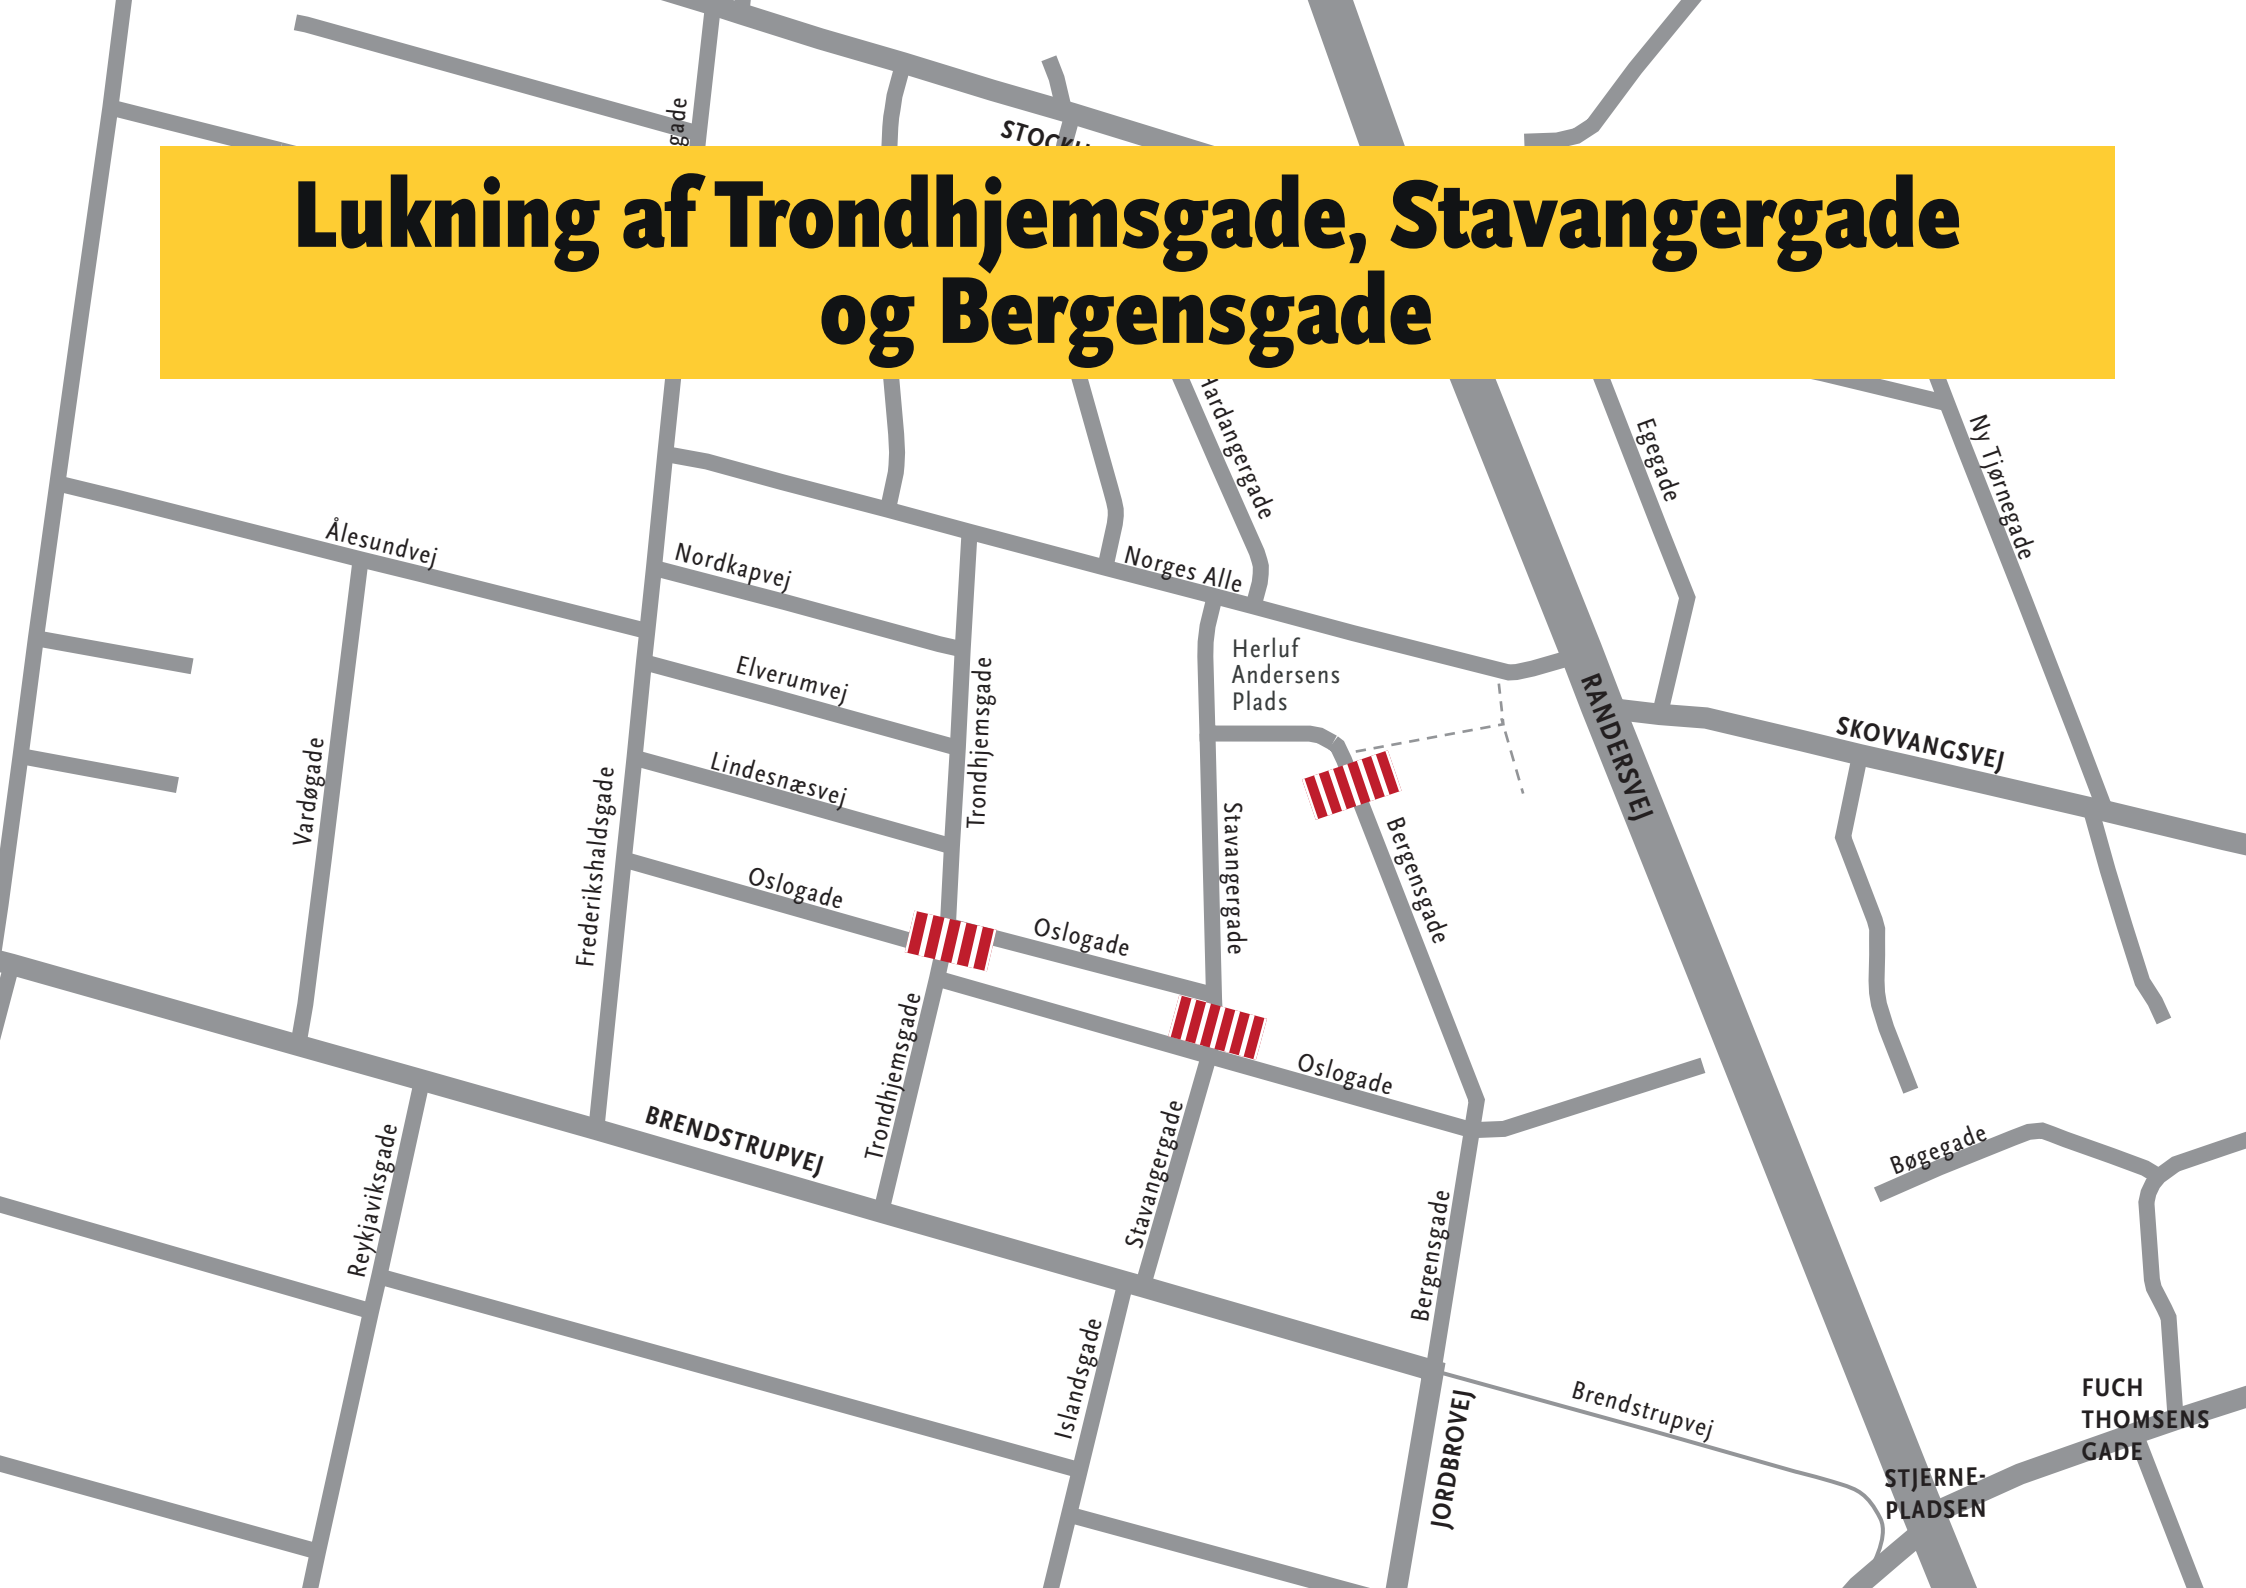 gade
Lukning af Trondhjemsgade, Stavangergade
og Bergensgade
Hardangergade
Egegade
Ny Tjørnegade
Ålesundvej
Nordkapvej
Norges Alle
Herluf
Andersens
Plads
Elverumvej
Trondhjemsgade
RANDERSVEJ
SKOVVANGSVEJ
Vardøgade
Lindesnæsvej
Frederikshaldsgade
Stavangergade
Bergensgade
Oslogade
Oslogade
Trondhjemsgade
Oslogade
BRENDSTRUPVEJ
Stavangergade
Reykjaviksgade
Bøgegade
Bergensgade
Islandsgade
Brendstrupvej
JORDBROVEJ
FUCH
THOMSENS
GADE
STJERNE-
PLADSEN